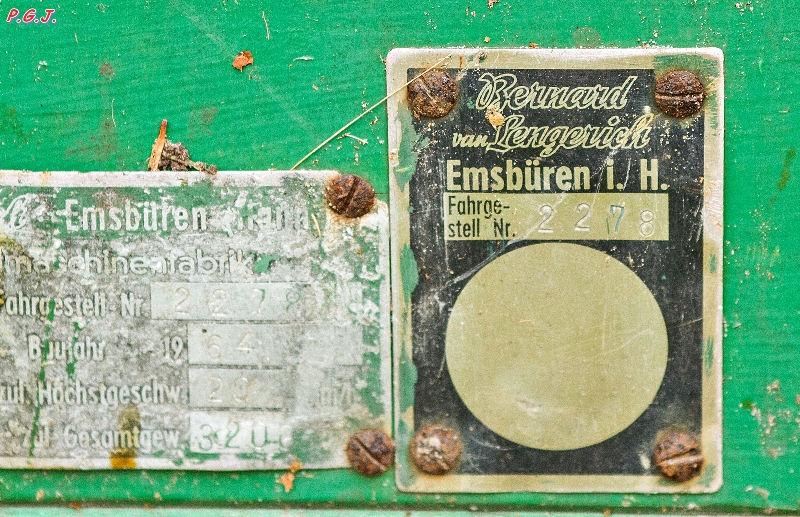 P.G.J.
Emsbüren
maschinenfabrik
Fahrgestell Nr 2278
Baujahr 1964
zul. Höchstgeschw. 20
zul. Gesamtgew. 320
Bernard
van Lengerich
Emsbüren i. H.
Fahrge-
stell Nr. 2278